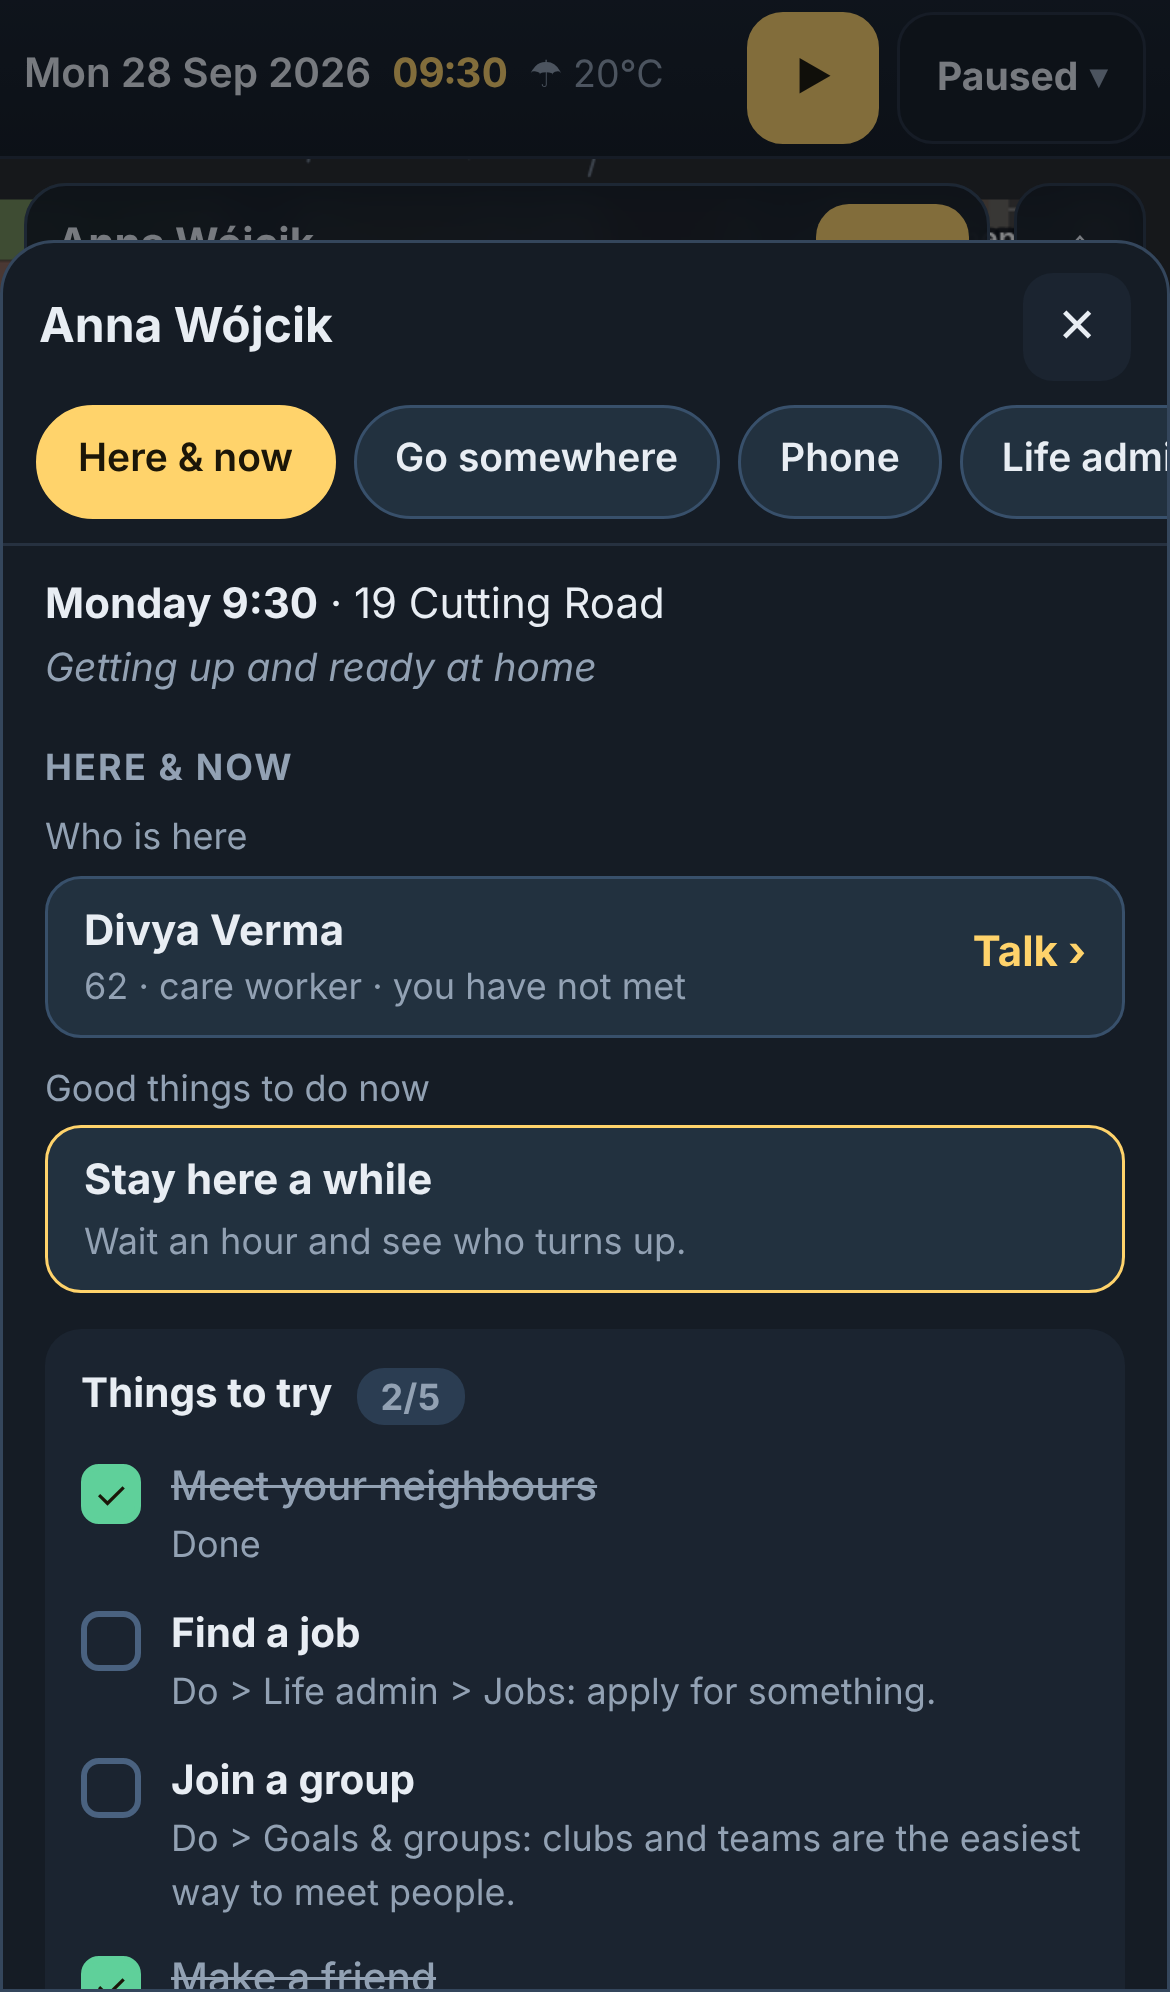 Mon 28 Sep 2026 09:30 20°C
Paused
Anna Wójcik
Anna Wójcik
Here & now
Go somewhere
Phone
Life admi
Monday 9:30 · 19 Cutting Road
Getting up and ready at home
HERE & NOW
Who is here
Divya Verma
62 · care worker · you have not met
Talk ›
Good things to do now
Stay here a while
Wait an hour and see who turns up.
Things to try 2/5
Meet your neighbours
Done
Find a job
Do > Life admin > Jobs: apply for something.
Join a group
Do > Goals & groups: clubs and teams are the easiest
way to meet people.
Make a friend